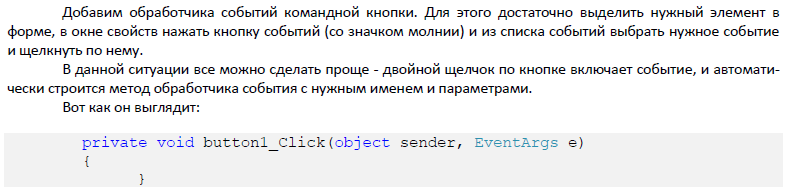 Добавим обработчика событий командной кнопки. Для этого достаточно выделить нужный элемент в
форме, в окне свойств нажать кнопку событий (со значком молнии) и из списка событий выбрать нужное событие
и щелкнуть по нему.
В данной ситуации все можно сделать проще - двойной щелчок по кнопке включает событие, и автомати-
чески строится метод обработчика события с нужным именем и параметрами.
Вот как он выглядит:
private void button1_Click(object sender, EventArgs e)
{
}